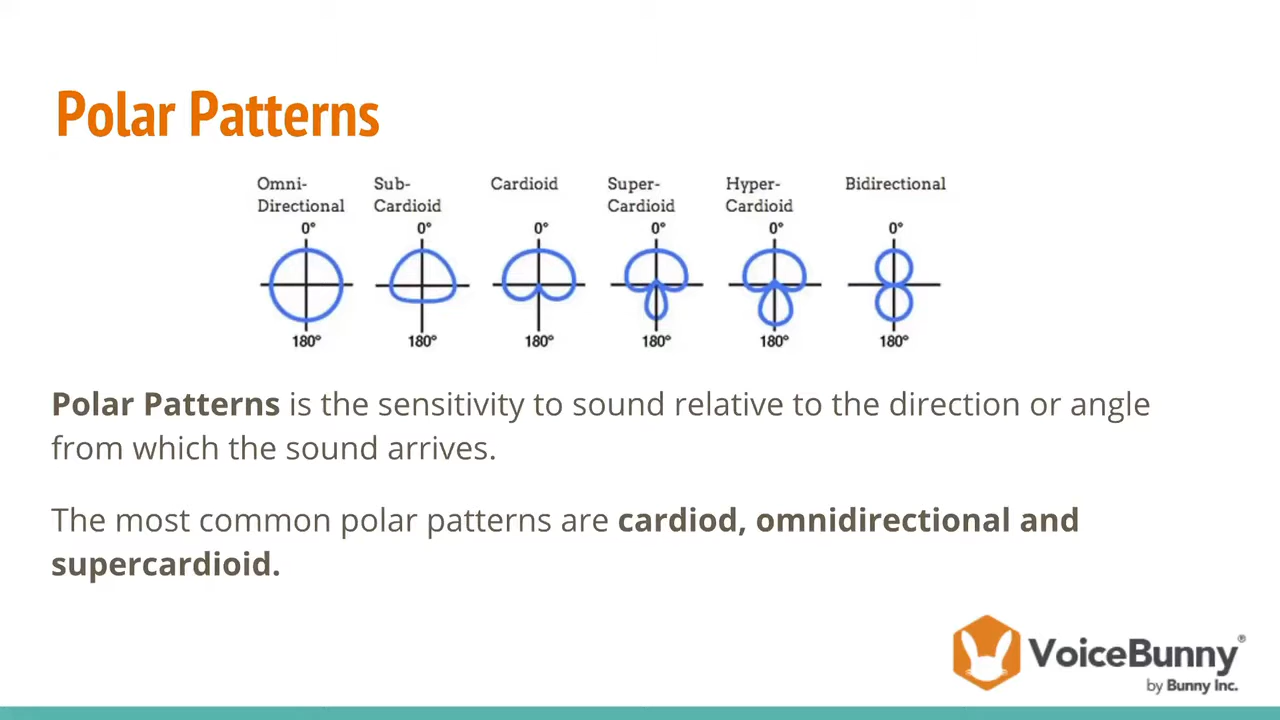 Polar Patterns
Omni-
Directional
Sub-
Cardioid
Cardioid
Super-
Cardioid
Hyper-
Cardioid
Bidirectional
0° 0° 0° 0° 0° 0°
180° 180° 180° 180° 180° 180°
Polar Patterns is the sensitivity to sound relative to the direction or angle
from which the sound arrives.
The most common polar patterns are cardiod, omnidirectional and
supercardioid.
VoiceBunny®
by Bunny Inc.